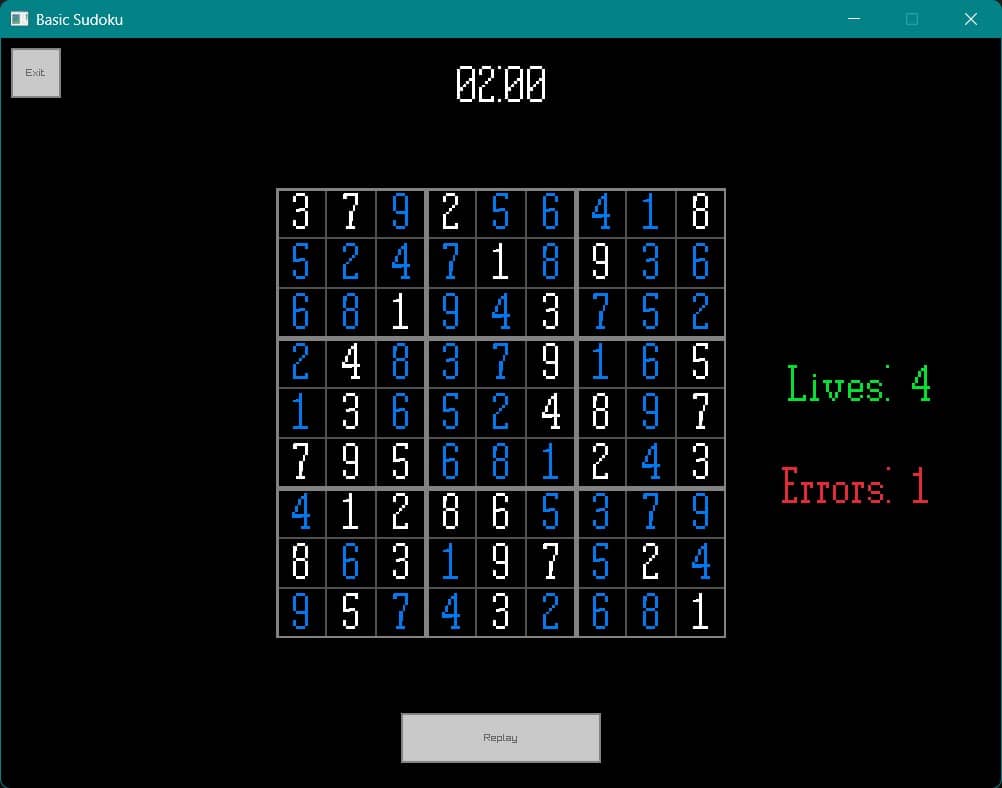 Basic Sudoku
Exit
02:00
3 7 9 2 5 6 4 1 8
5 2 4 7 1 8 9 3 6
6 8 1 9 4 3 7 5 2
2 4 8 3 7 9 1 6 5
1 3 6 5 2 4 8 9 7
7 9 5 6 8 1 2 4 3
4 1 2 8 6 5 3 7 9
8 6 3 1 9 7 5 2 4
9 5 7 4 3 2 6 8 1
Lives: 4
Errors: 1
Replay